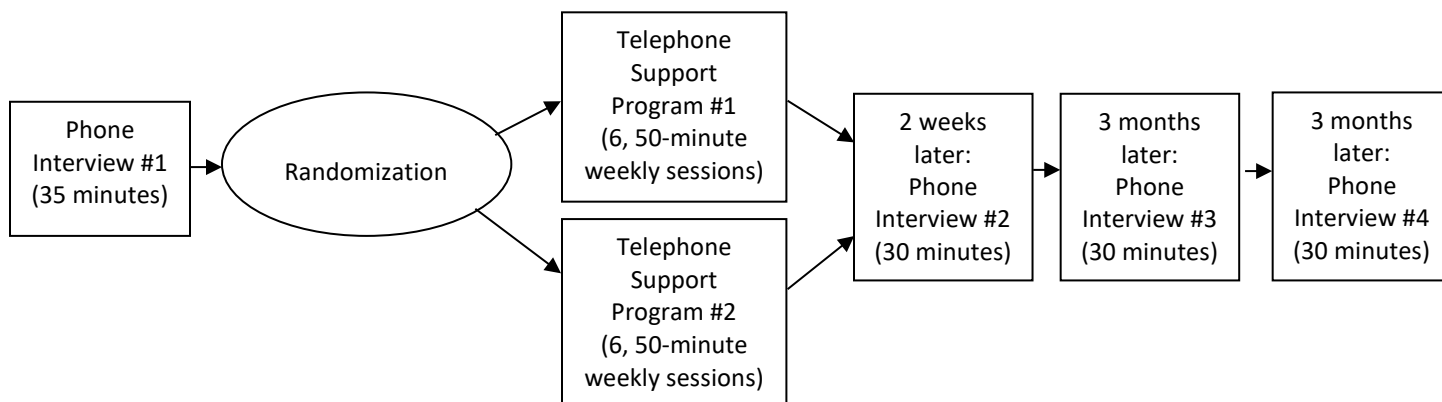 Phone
Interview #1
(35 minutes)
Randomization
Telephone
Support
Program #1
(6, 50-minute
weekly sessions)
Telephone
Support
Program #2
(6, 50-minute
weekly sessions)
2 weeks
later:
Phone
Interview #2
(30 minutes)
3 months
later:
Phone
Interview #3
(30 minutes)
3 months
later:
Phone
Interview #4
(30 minutes)